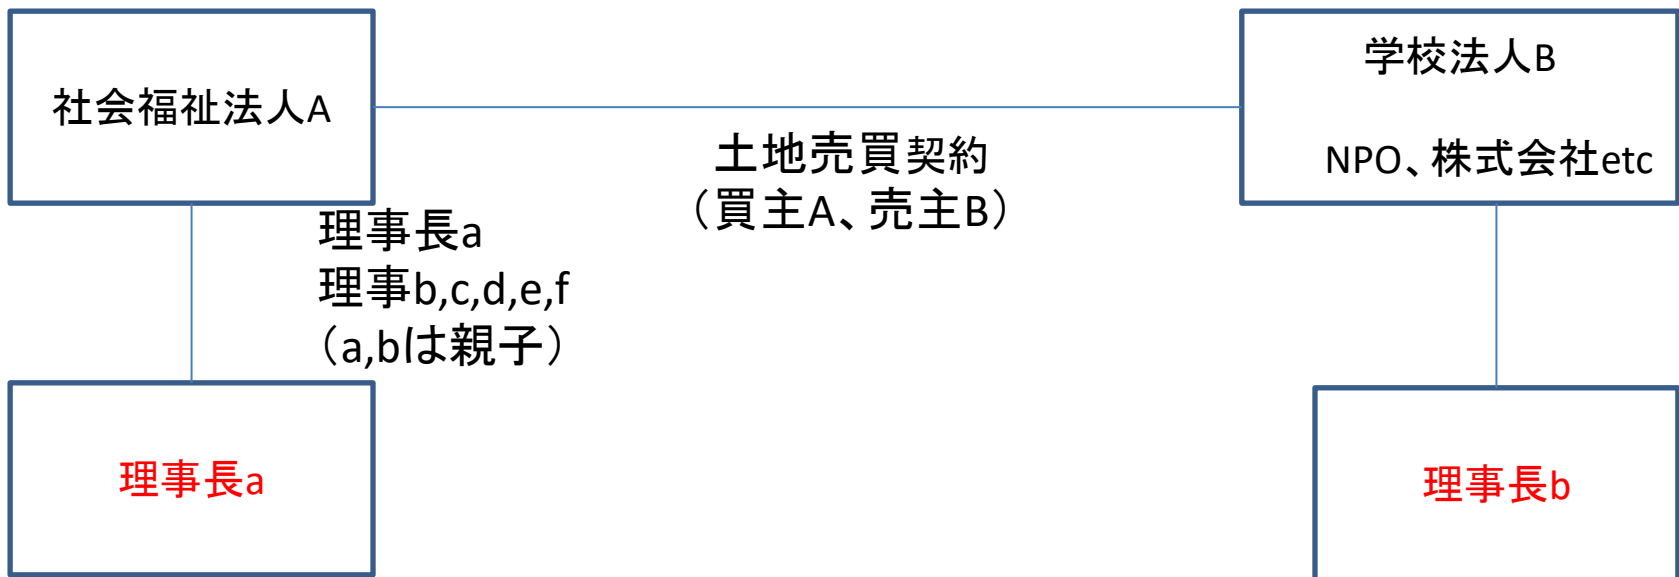 社会福祉法人A
学校法人B
NPO、株式会社etc
土地売買契約
（買主A、売主B）
理事長a
理事b,c,d,e,f
（a,bは親子）
理事長a
理事長b